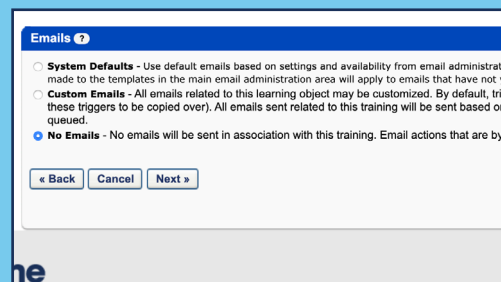 Emails ?
System Defaults - Use default emails based on settings and availability from email
made to the templates in the main email administration area will apply to emails that have not
Custom Emails - All emails related to this learning object may be customized. By default,
these triggers to be copied over). All emails sent related to this training will be sent based
queued.
No Emails - No emails will be sent in association with this training. Email actions that are by
« Back Cancel Next »